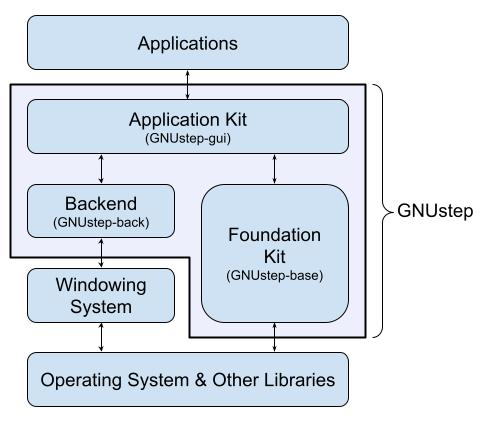 Applications
Application Kit
(GNUstep-gui)
Backend
(GNUstep-back)
Foundation
Kit
(GNUstep-base)
GNUstep
Windowing
System
Operating System & Other Libraries